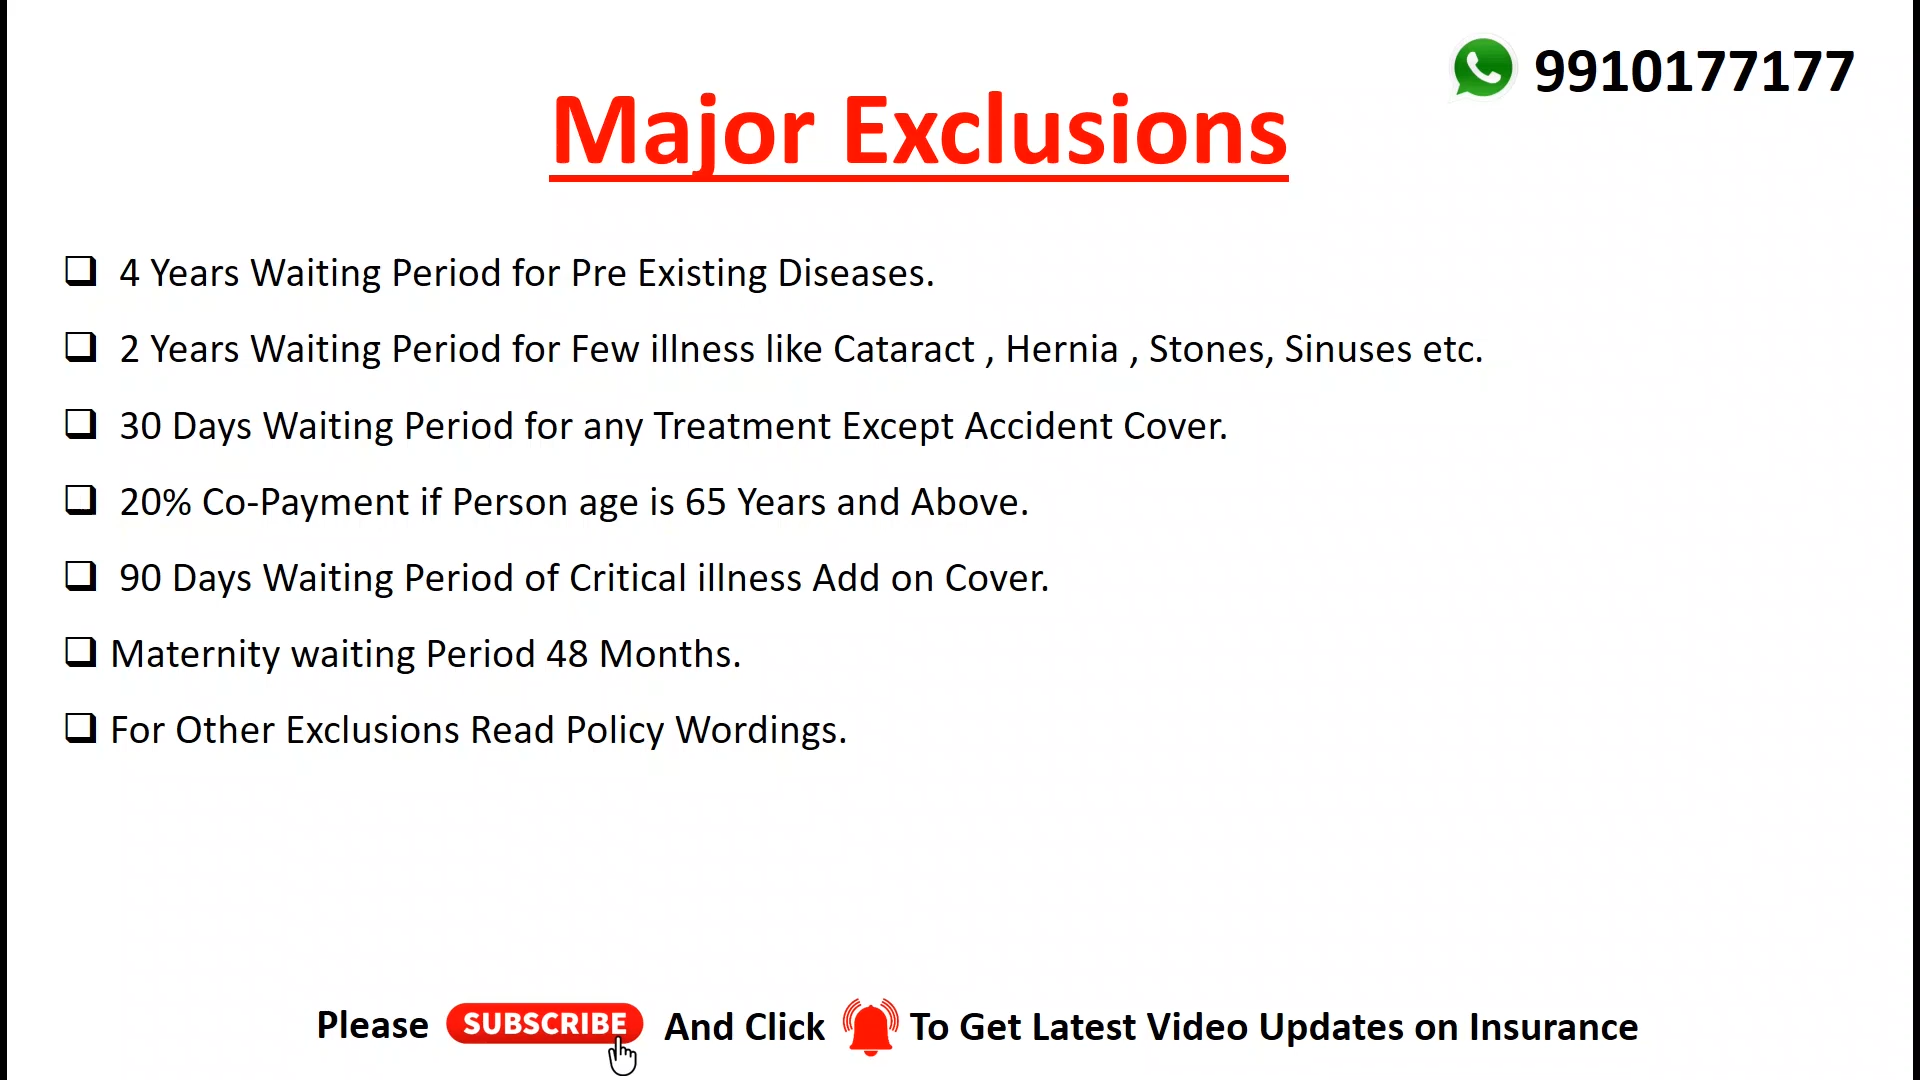 9910177177
Major Exclusions
4 Years Waiting Period for Pre Existing Diseases.
2 Years Waiting Period for Few illness like Cataract , Hernia , Stones, Sinuses etc.
30 Days Waiting Period for any Treatment Except Accident Cover.
20% Co-Payment if Person age is 65 Years and Above.
90 Days Waiting Period of Critical illness Add on Cover.
Maternity waiting Period 48 Months.
For Other Exclusions Read Policy Wordings.
Please SUBSCRIBE And Click To Get Latest Video Updates on Insurance